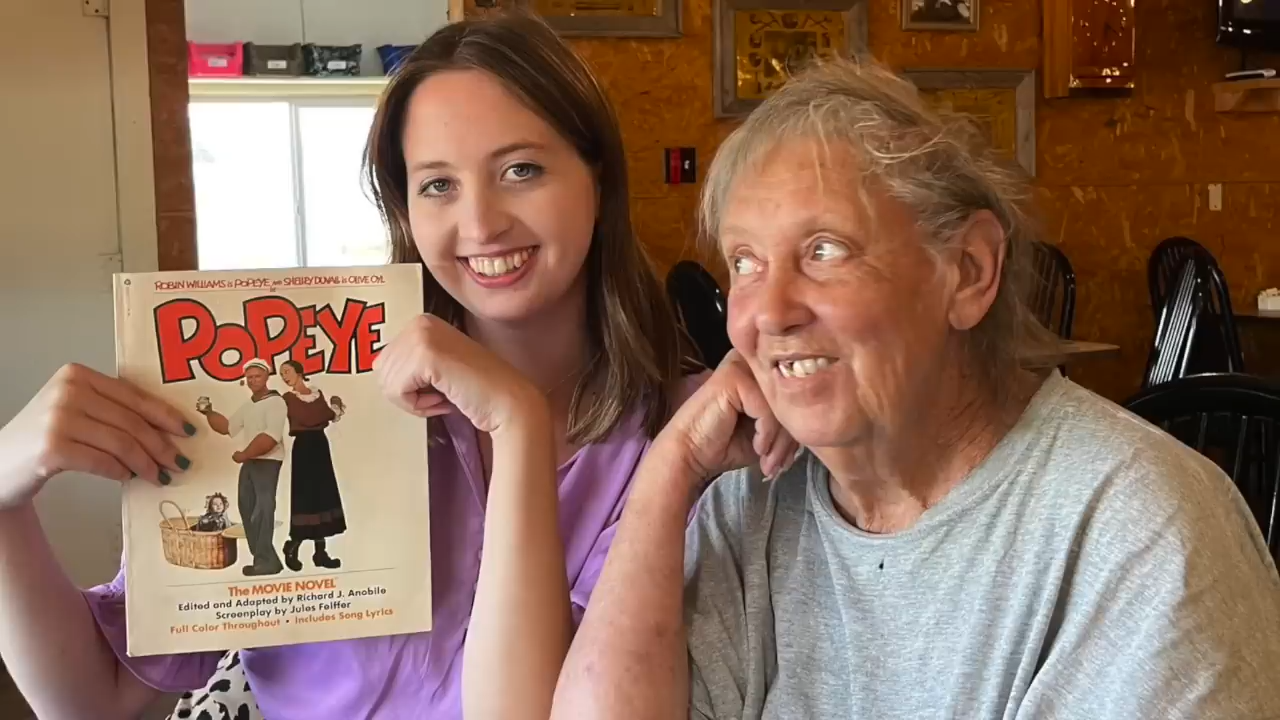 ROBIN WILLIAMS is POPEYE and SHELLEY DUVALL is OLIVE OYL
in
POPEYE
The MOVIE NOVEL
Edited and Adapted by Richard J. Anobile
Screenplay by Jules Feiffer
Full Color Throughout • Includes Song Lyrics